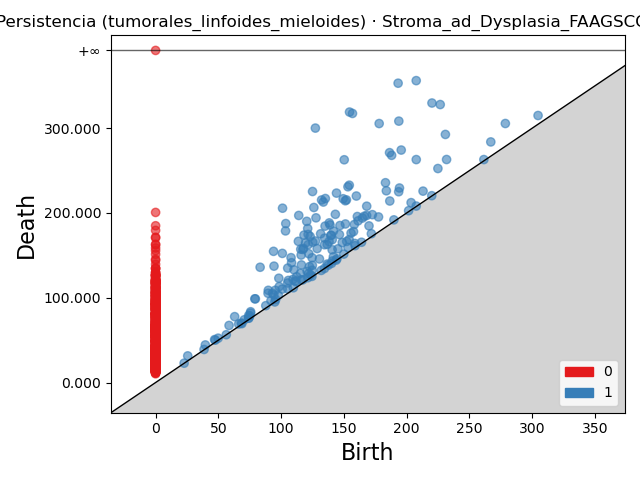 Persistencia (tumorales_linfoides_mieloides) · Stroma_ad_Dysplasia_FAAGSC
+∞
300.000
200.000
100.000
0.000
Death
0
1
0 50 100 150 200 250 300 350
Birth